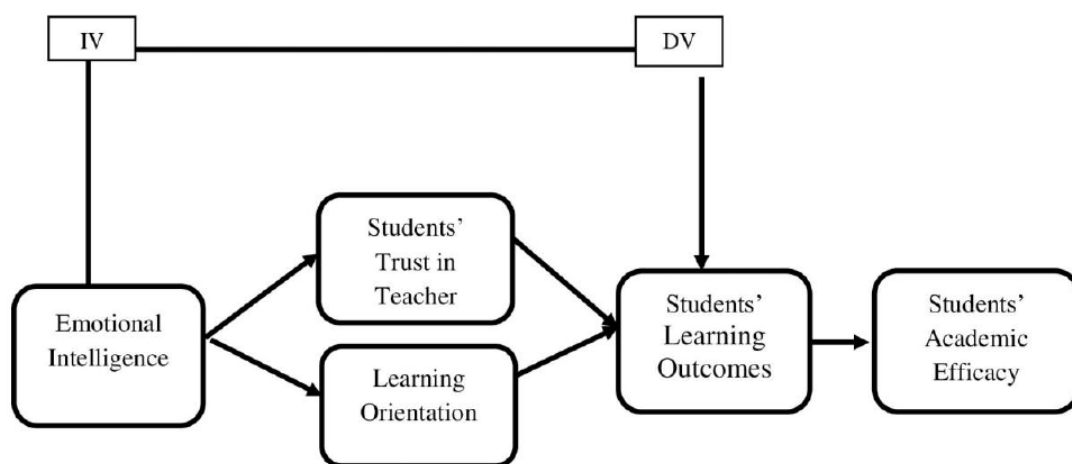 IV
DV
Emotional
Intelligence
Students’
Trust in
Teacher
Learning
Orientation
Students’
Learning
Outcomes
Students’
Academic
Efficacy